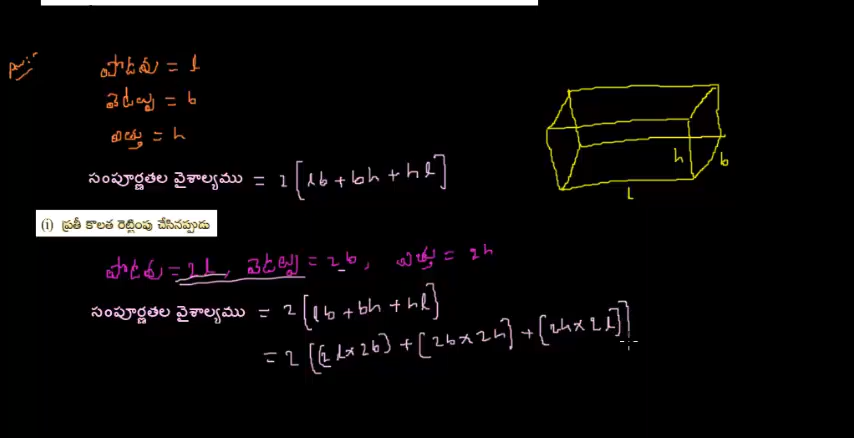 పొడవు = l
వెడల్పు = b
ఎత్తు = h
సంపూర్ణతల వైశాల్యము = 2 [lb + bh + hl]
h b
l
(i) ప్రతీ కొలత రెట్టింపు చేసినప్పుడు
పొడవు = 2l, వెడల్పు = 2b, ఎత్తు = 2h
సంపూర్ణతల వైశాల్యము = 2 [lb + bh + hl]
= 2 [(2l × 2b) + [2b × 2h] + [2h × 2l]]